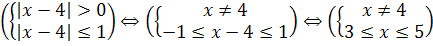 ({|x − 4| > 0 |x − 4| ≤ 1) ⇔ ({x ≠ 4 −1 ≤ x − 4 ≤ 1) ⇔ ({x ≠ 4 3 ≤ x ≤ 5)